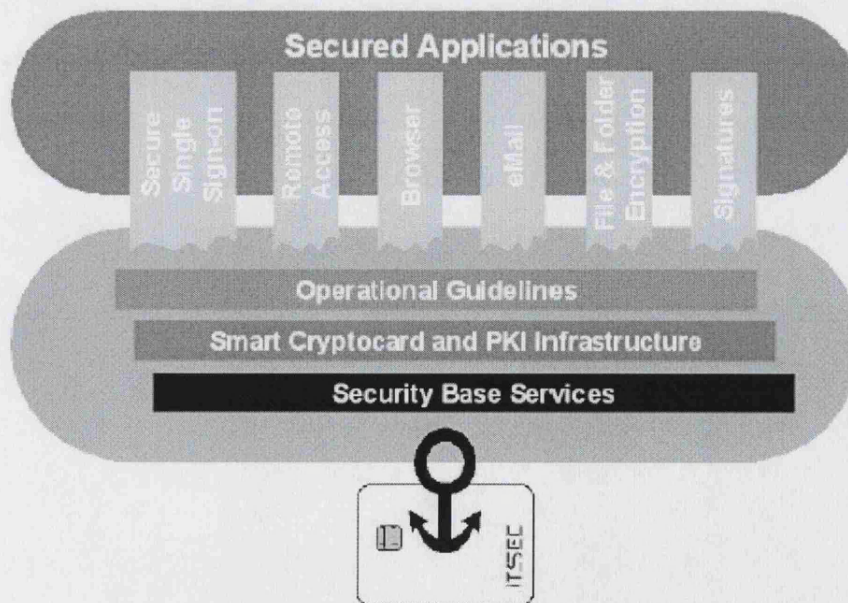 Secured Applications
Secure
Single
Sign-on
Remote
Access
Browser
eMail
File & Folder
Encryption
Signatures
Operational Guidelines
Smart Cryptocard and PKI Infrastructure
Security Base Services
ITSEC